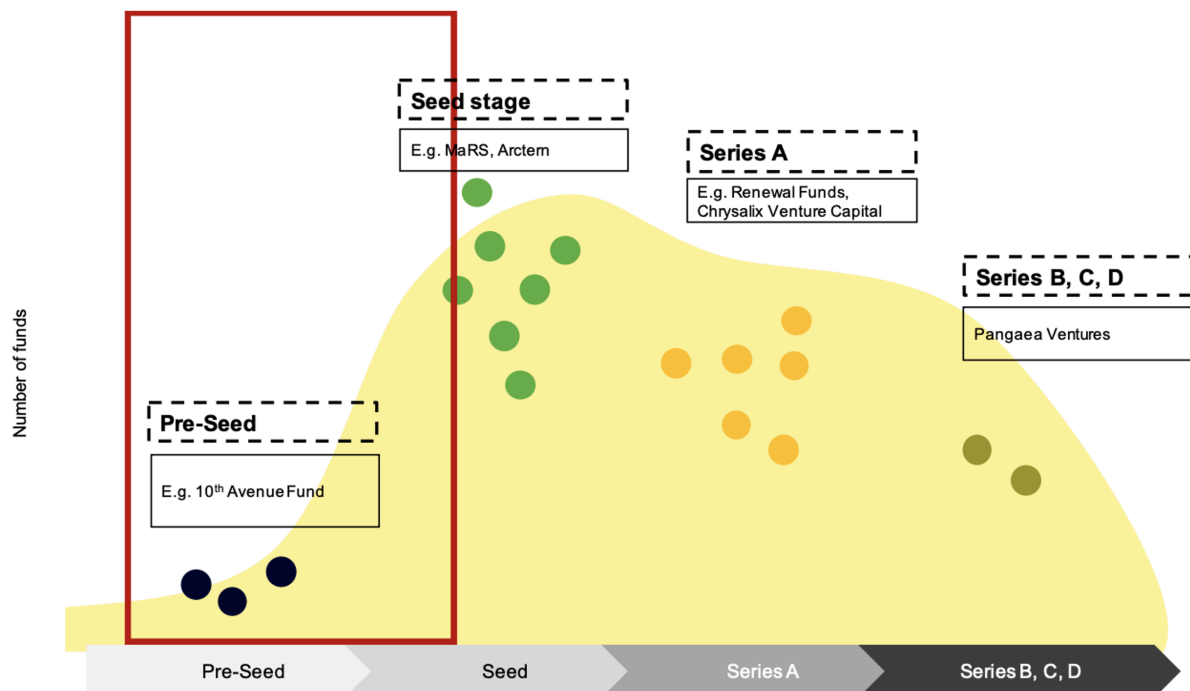 Seed stage
E.g. MaRS, Arctern
Series A
E.g. Renewal Funds,
Chrysalix Venture Capital
Series B, C, D
Pangaea Ventures
Number of funds
Pre-Seed
E.g. 10th Avenue Fund
Pre-Seed
Seed
Series A
Series B, C, D